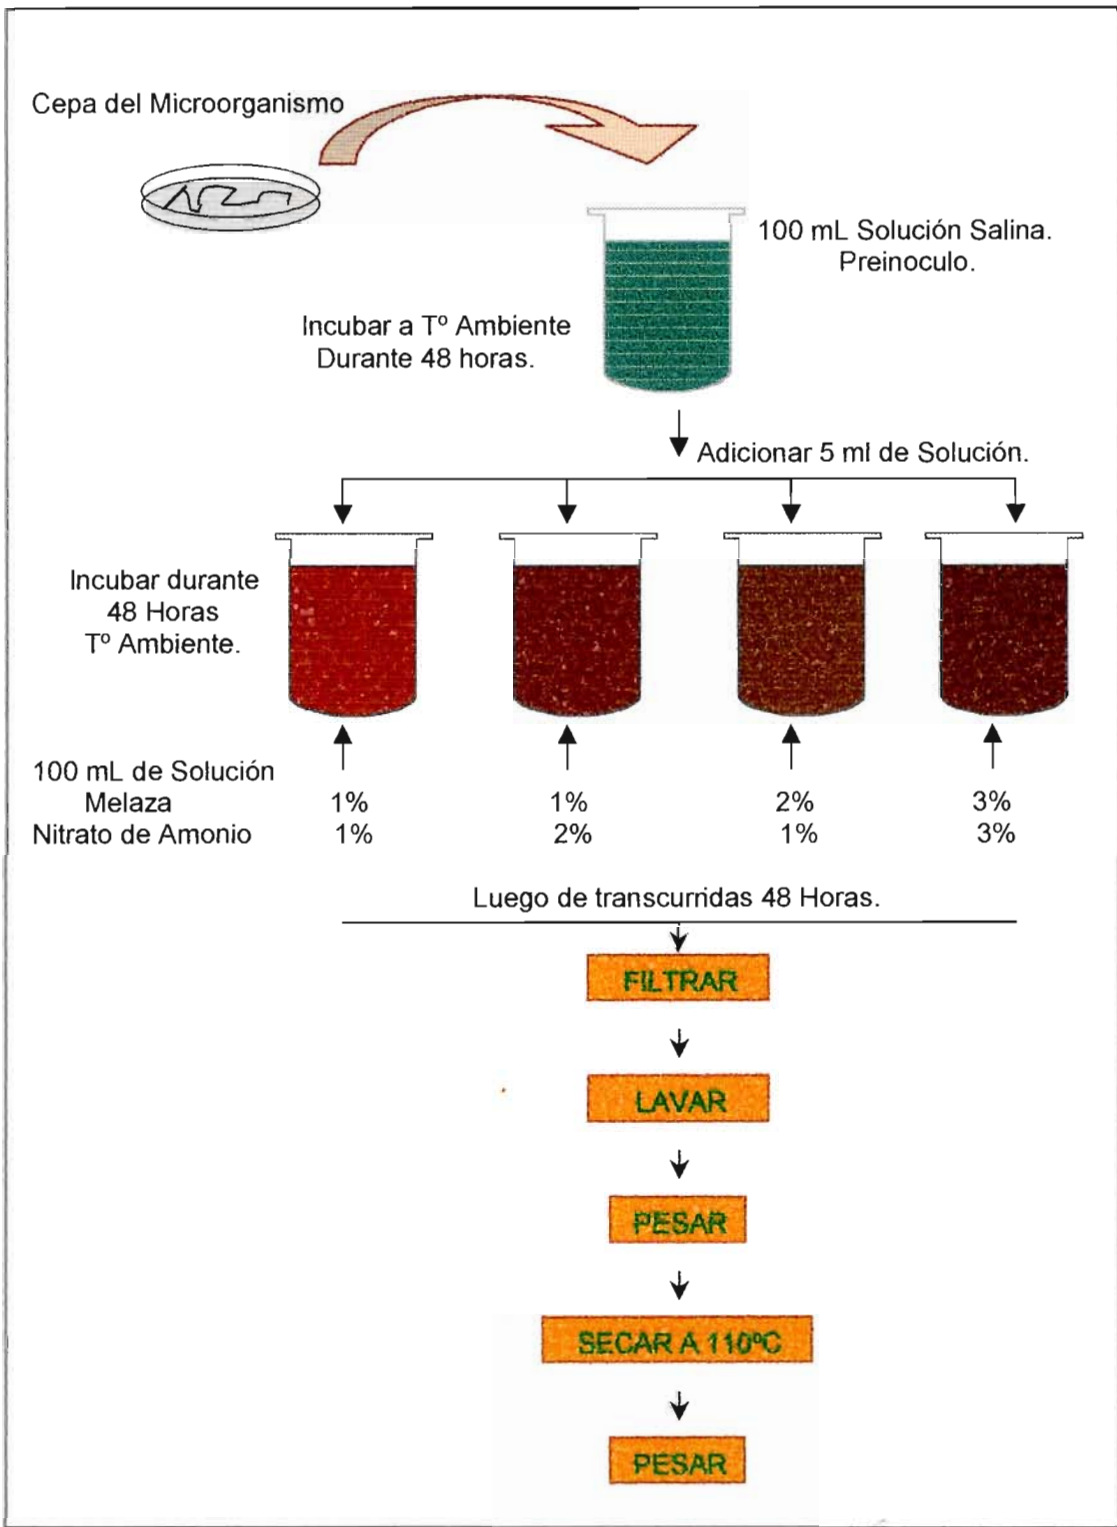 Cepa del Microorganismo
100 mL Solución Salina.
Preinoculo.
Incubar a Tº Ambiente
Durante 48 horas.
Adicionar 5 ml de Solución.
Incubar durante
48 Horas
Tº Ambiente.
100 mL de Solución
Melaza 1% 1% 2% 3%
Nitrato de Amonio 1% 2% 1% 3%
Luego de transcurridas 48 Horas.
FILTRAR
LAVAR
PESAR
SECAR A 110ºC
PESAR